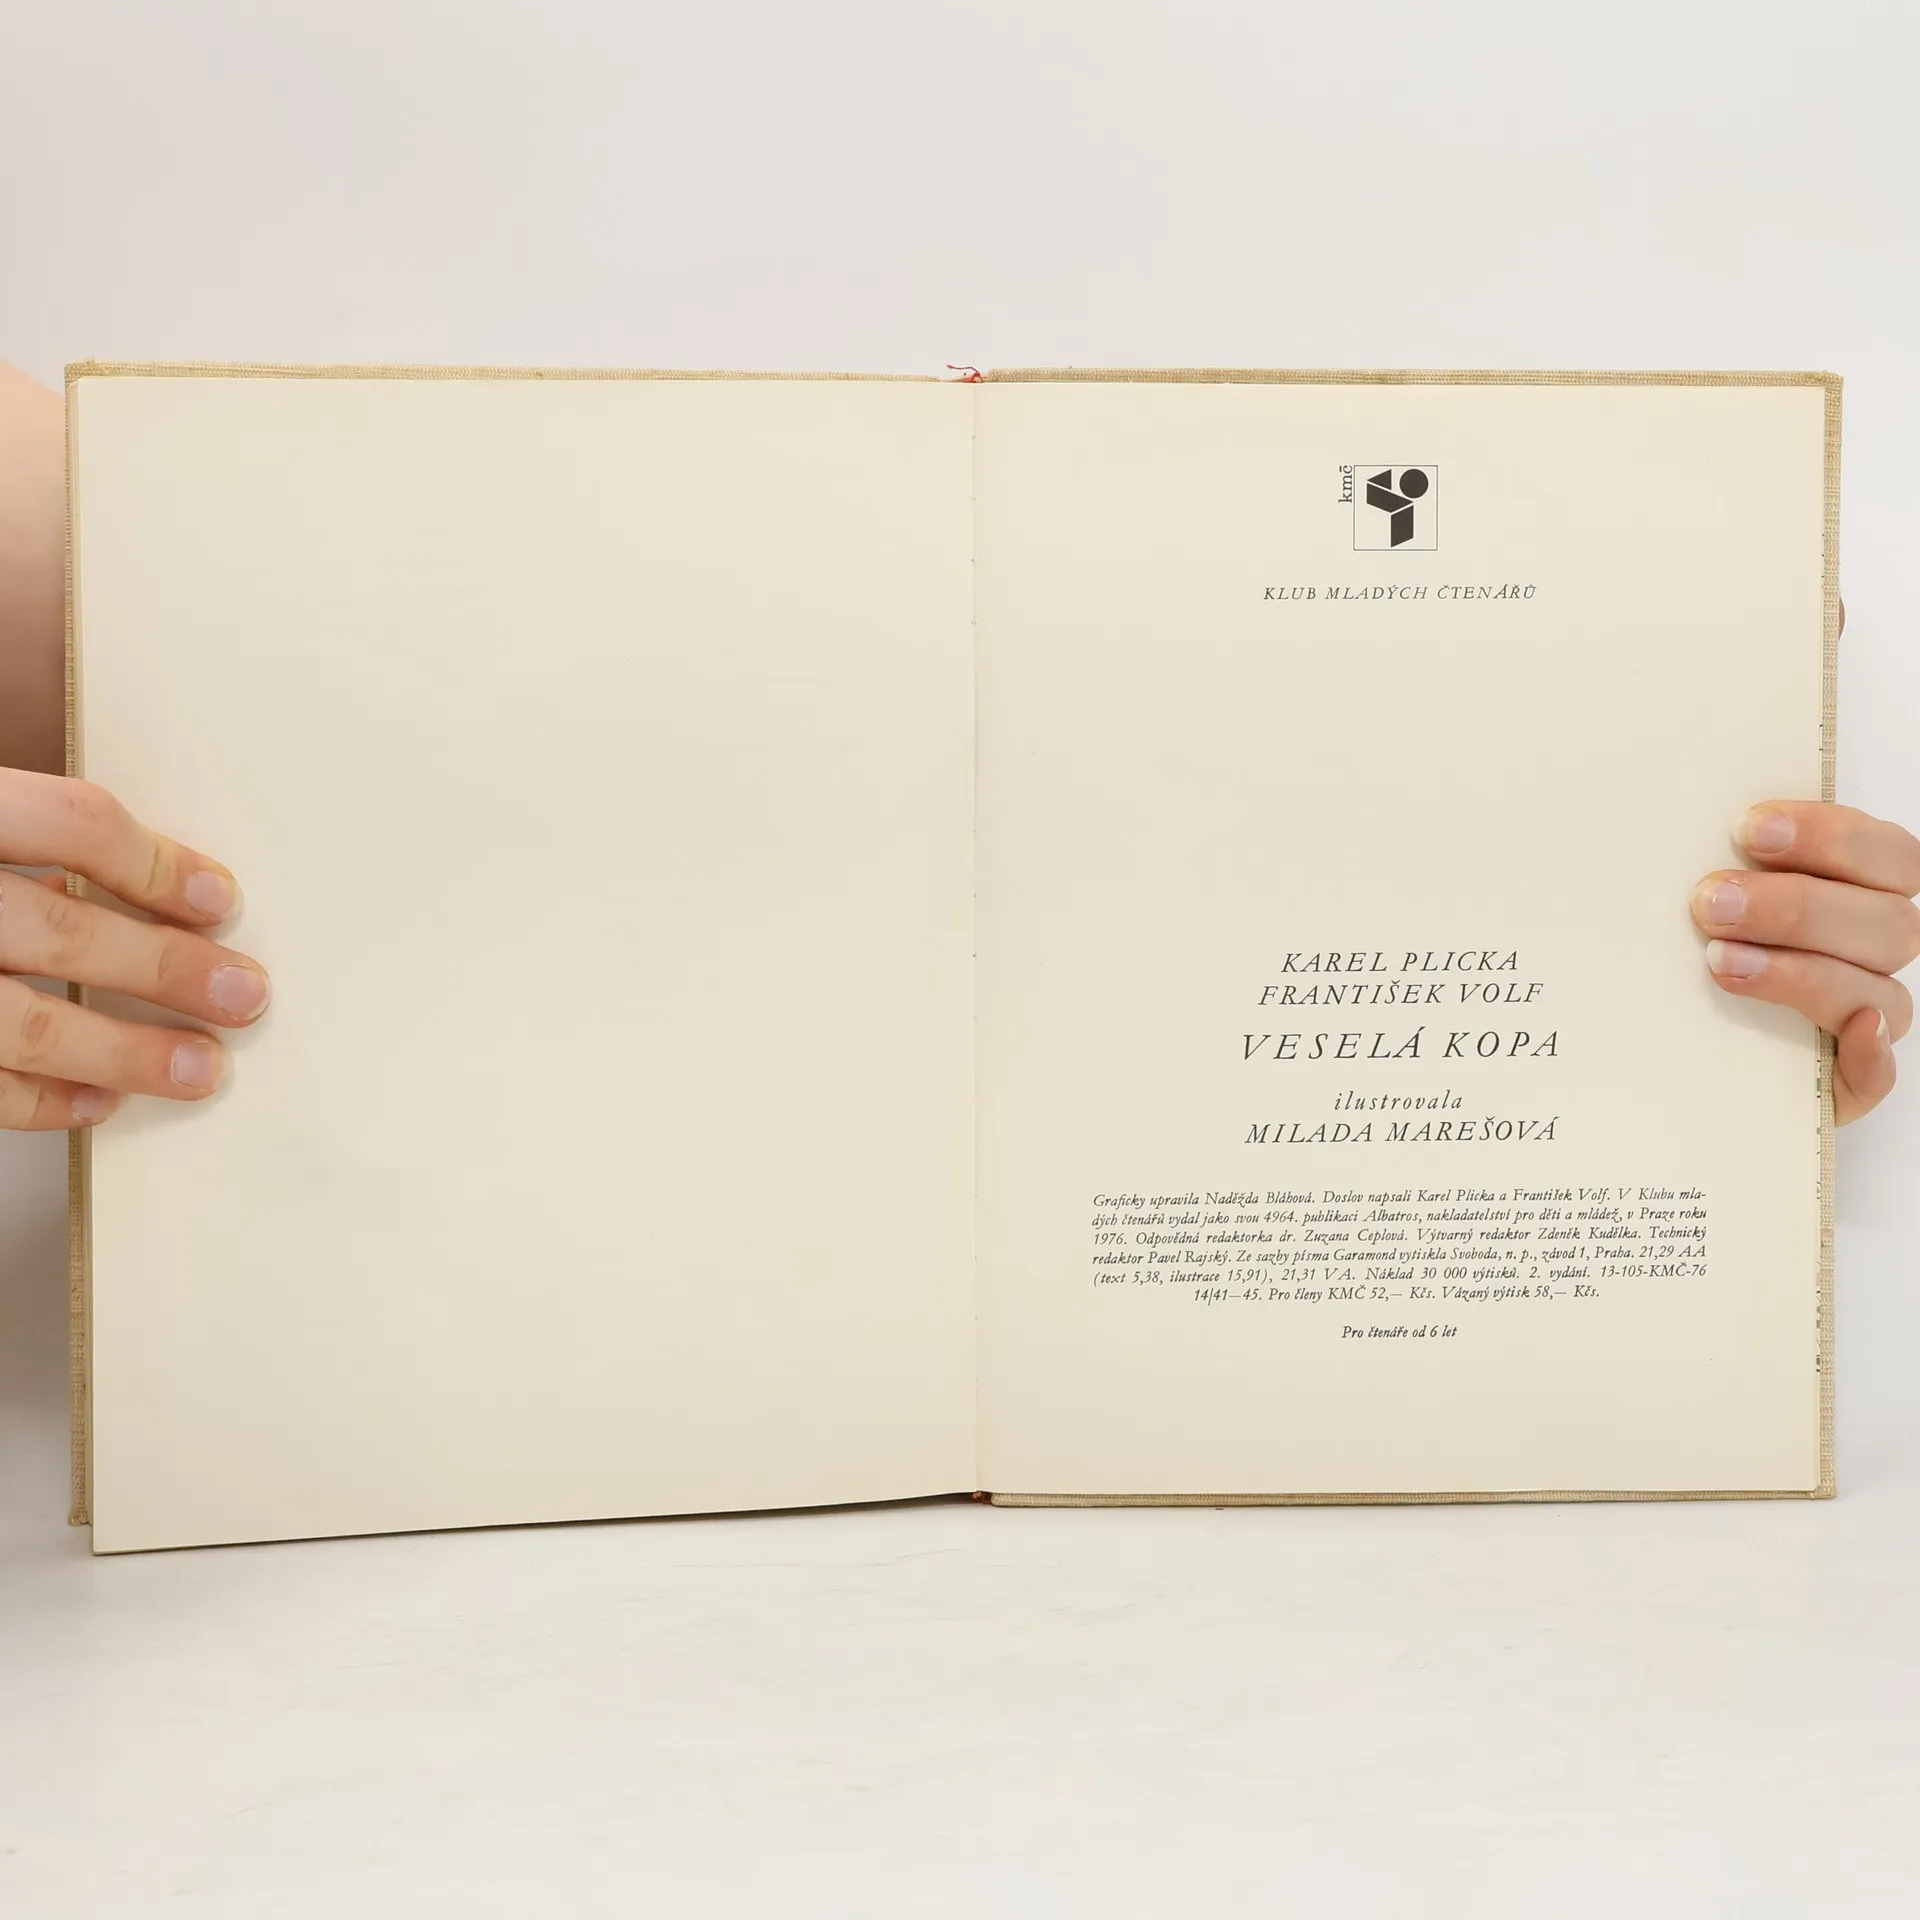 kmč
KLUB MLADÝCH ČTENÁŘŮ
KAREL PLICKA
FRANTIŠEK VOLF
VESELÁ KOPA
ilustrovala
MILADA MAREŠOVÁ
Graficky upravila Naděžda Bláhová. Doslov napsali Karel Plicka a František Volf. V Klubu mla-
dých čtenářů vydal jako svou 4964. publikaci Albatros, nakladatelství pro děti a mládež, v Praze roku
1976. Odpovědná redaktorka dr. Zuzana Ceplová. Výtvarný redaktor Zdeněk Kudělka. Technický
redaktor Pavel Rajský. Ze sazby písma Garamond vytiskla Svoboda, n. p., závod 1, Praha. 21,29 AA
(text 5,38, ilustrace 15,91), 21,31 VA. Náklad 30 000 výtisků. 2. vydání. 13-105-KMČ-76
14|41—45. Pro členy KMČ 52,— Kčs. Vázaný výtisk 58,— Kčs.
Pro čtenáře od 6 let